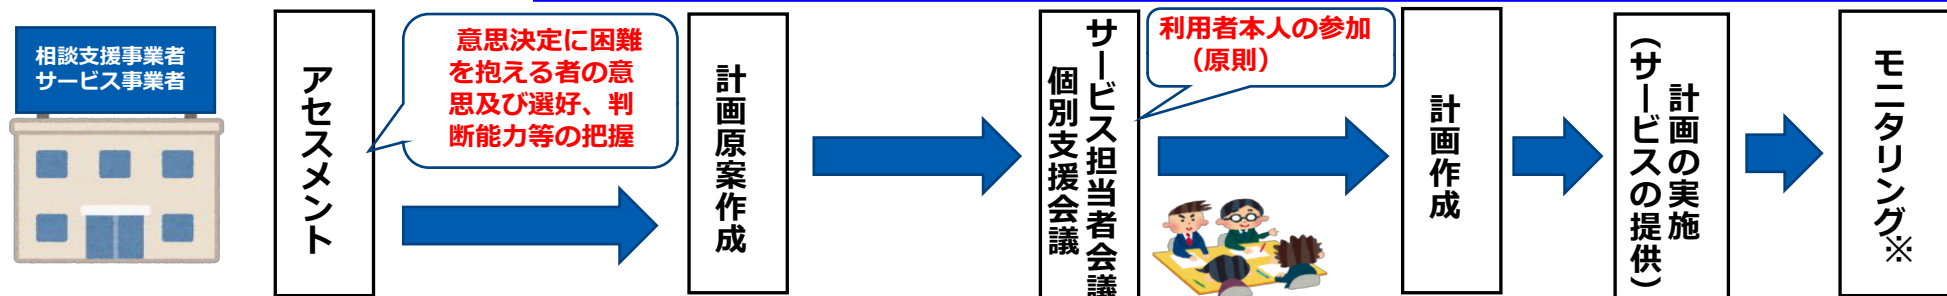 相談支援事業者
サービス事業者
アセスメント
意思決定に困難
を抱える者の意
思及び選好、判
断能力等の把握
計画原案作成
サービス担当者会議
個別支援会議
利用者本人の参加
（原則）
計画作成
計画の実施
（サービスの提供）
モニタリング※